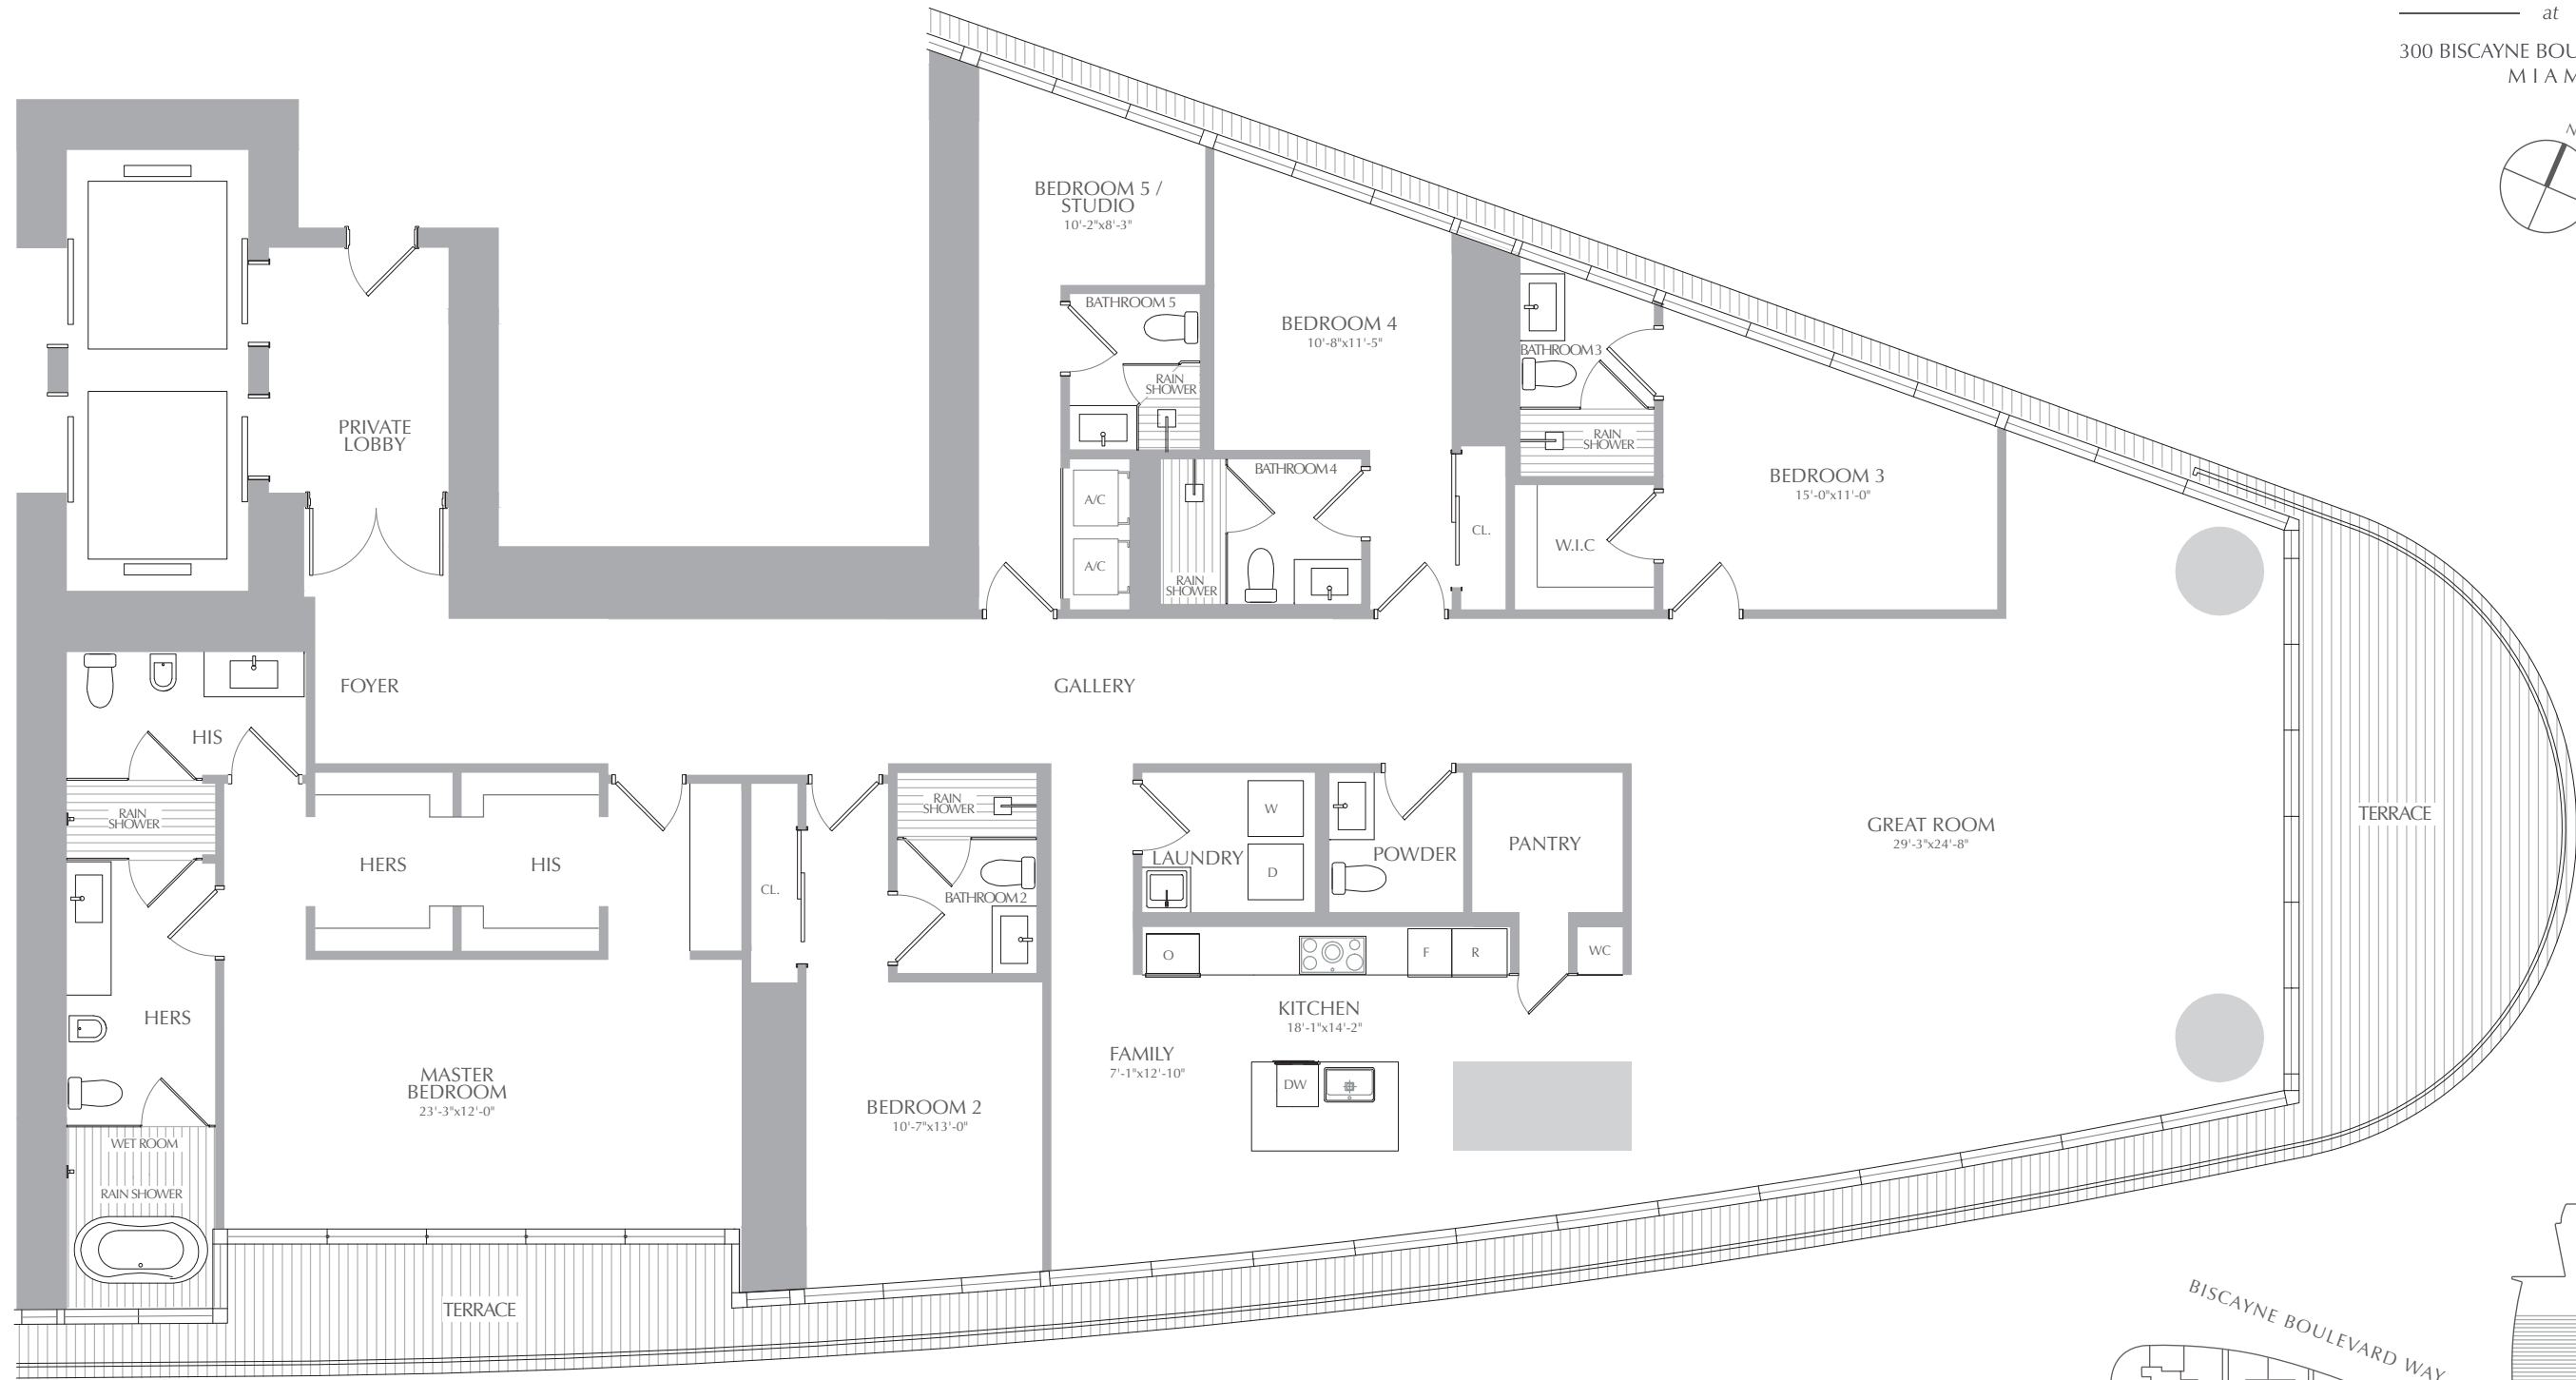 at
300 BISCAYNE BOU
MIAM
BEDROOM 5 /
STUDIO
10'-2"x8'-3"
BATHROOM 5
RAIN
SHOWER
BEDROOM 4
10'-8"x11'-5"
BATHROOM 3
RAIN
SHOWER
PRIVATE
LOBBY
BATHROOM 4
BEDROOM 3
15'-0"x11'-0"
A/C
A/C
RAIN
SHOWER
CL.
W.I.C
FOYER
GALLERY
HIS
RAIN
SHOWER
HERS
HIS
CL.
RAIN
SHOWER
BATHROOM 2
W
D
LAUNDRY
POWDER
PANTRY
GREAT ROOM
29'-3"x24'-8"
TERRACE
O
F
R
WC
HERS
KITCHEN
18'-1"x14'-2"
FAMILY
7'-1"x12'-10"
DW
MASTER
BEDROOM
23'-3"x12'-0"
BEDROOM 2
10'-7"x13'-0"
WET ROOM
RAIN SHOWER
TERRACE
BISCAYNE BOULEVARD WAY